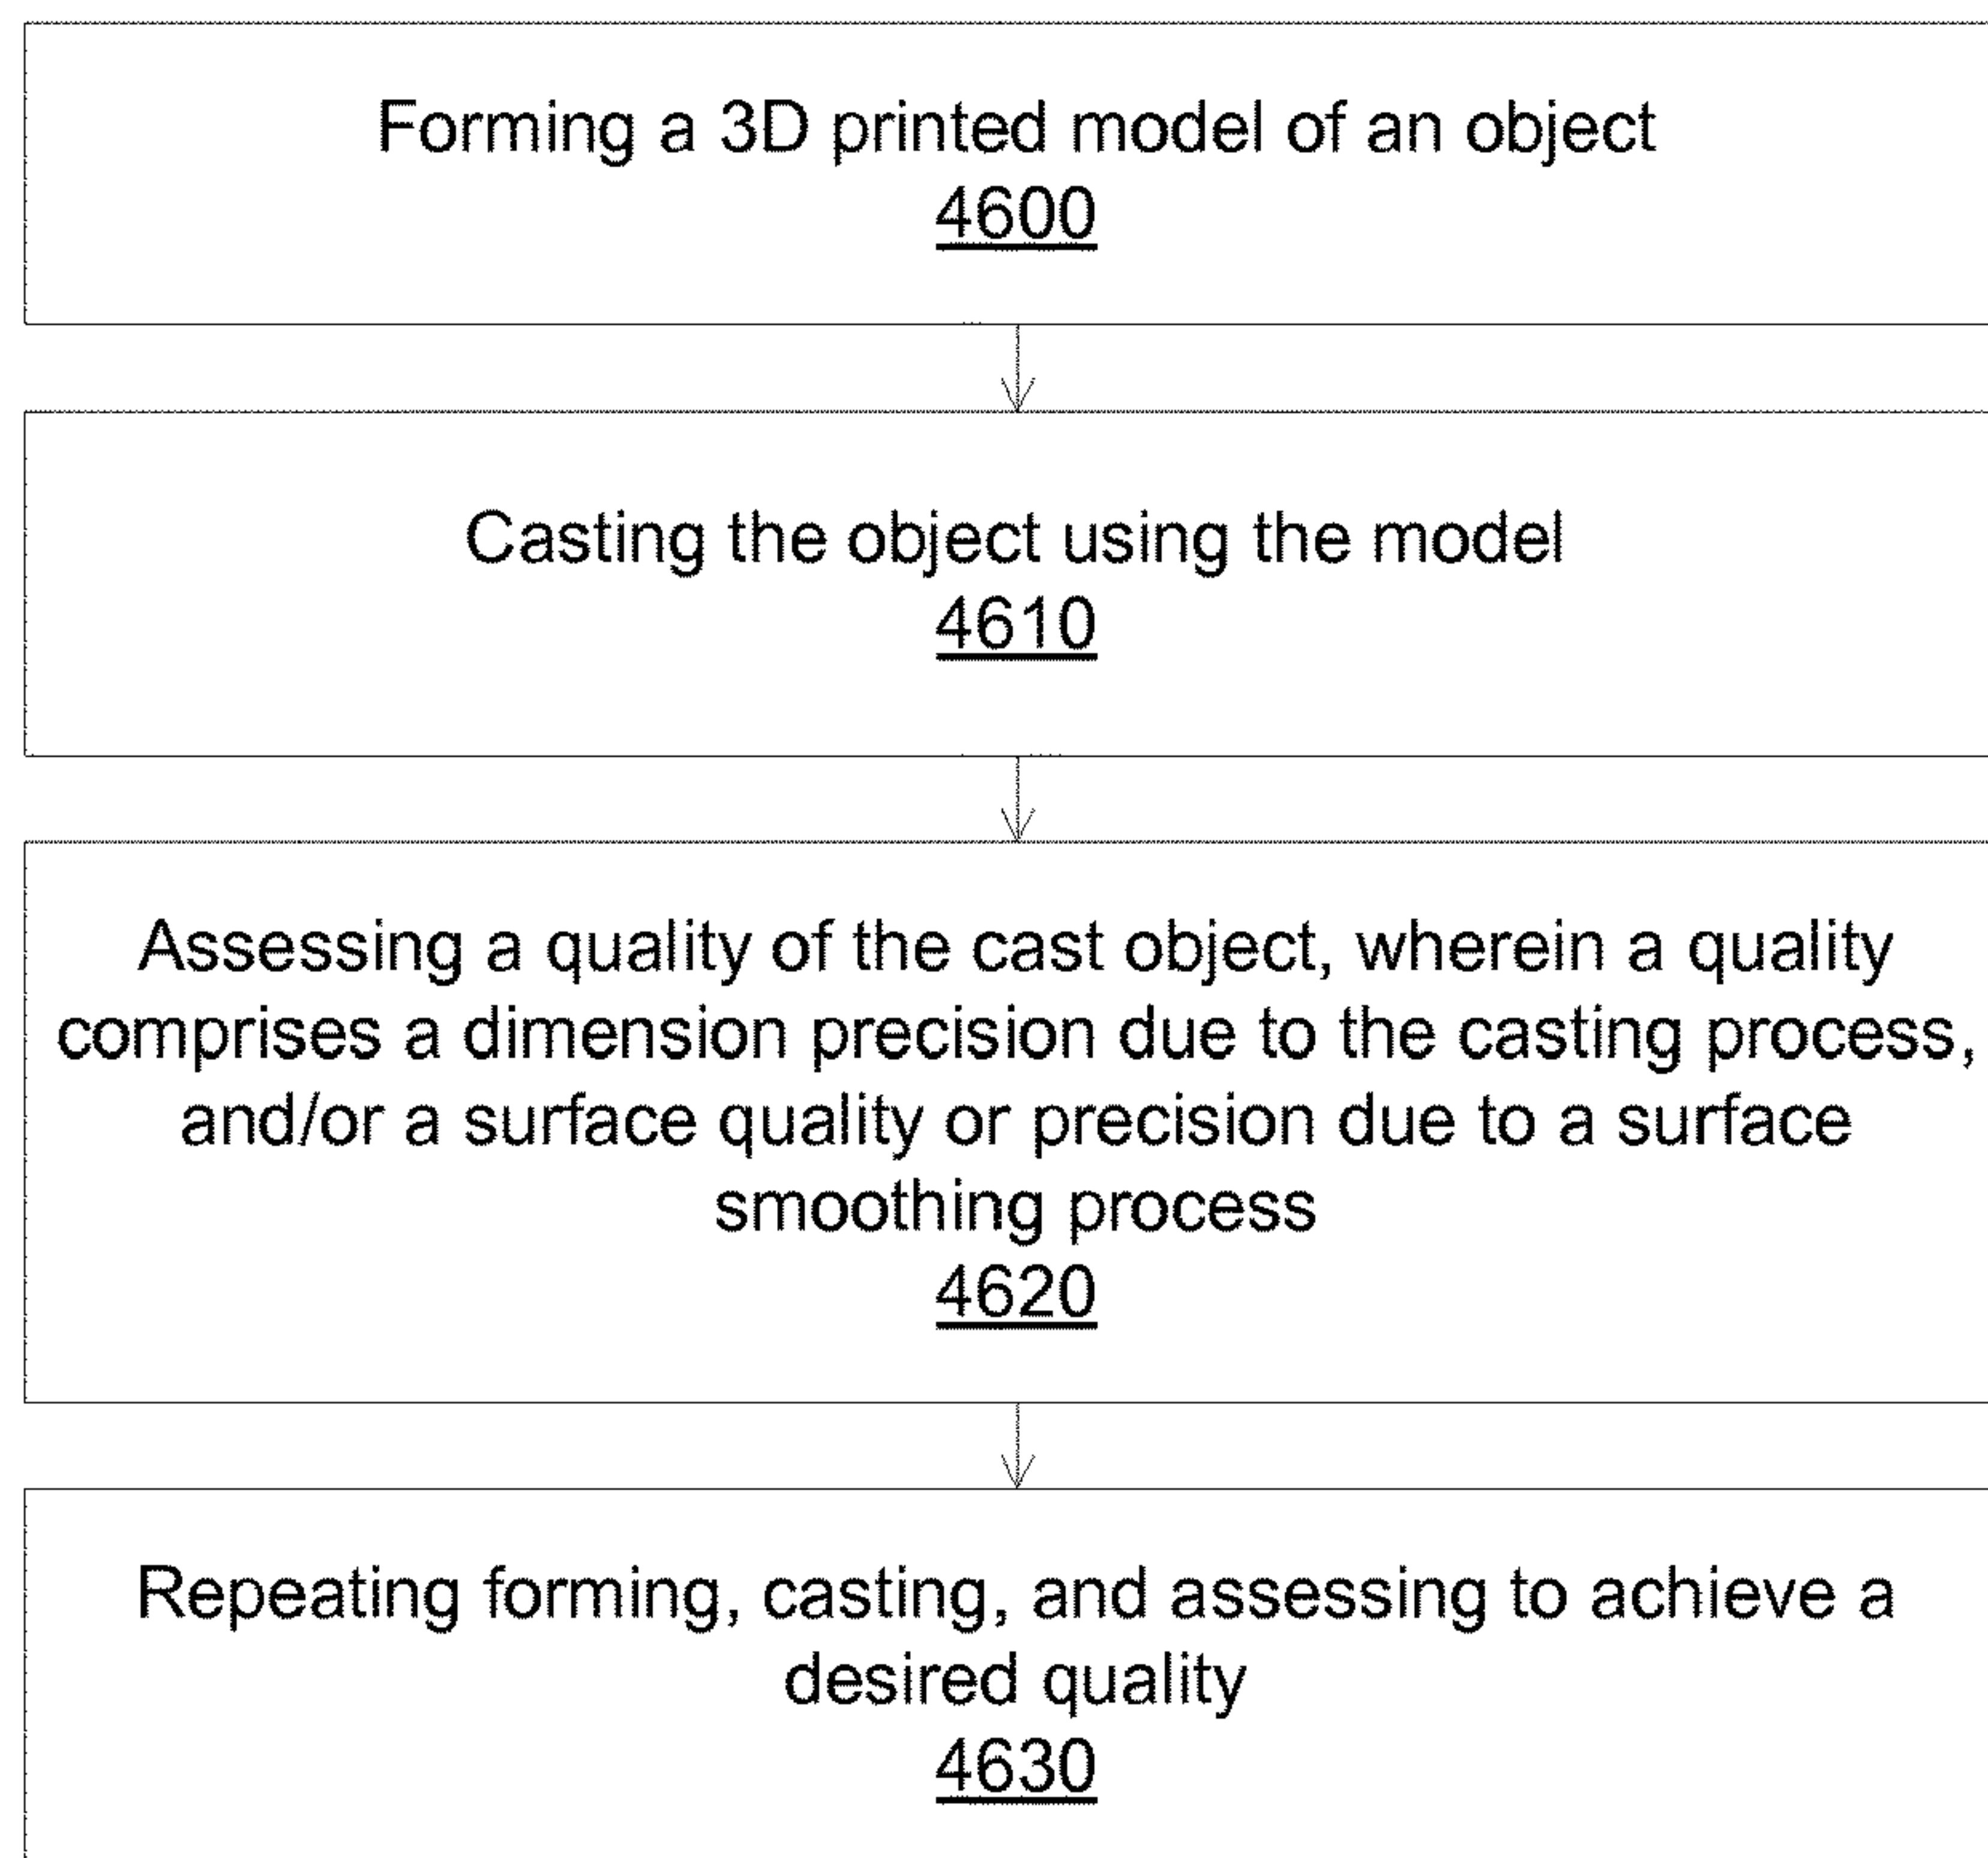 Forming a 3D printed model of an object
4600
Casting the object using the model
4610
Assessing a quality of the cast object, wherein a quality
comprises a dimension precision due to the casting process,
and/or a surface quality or precision due to a surface
smoothing process
4620
Repeating forming, casting, and assessing to achieve a
desired quality
4630